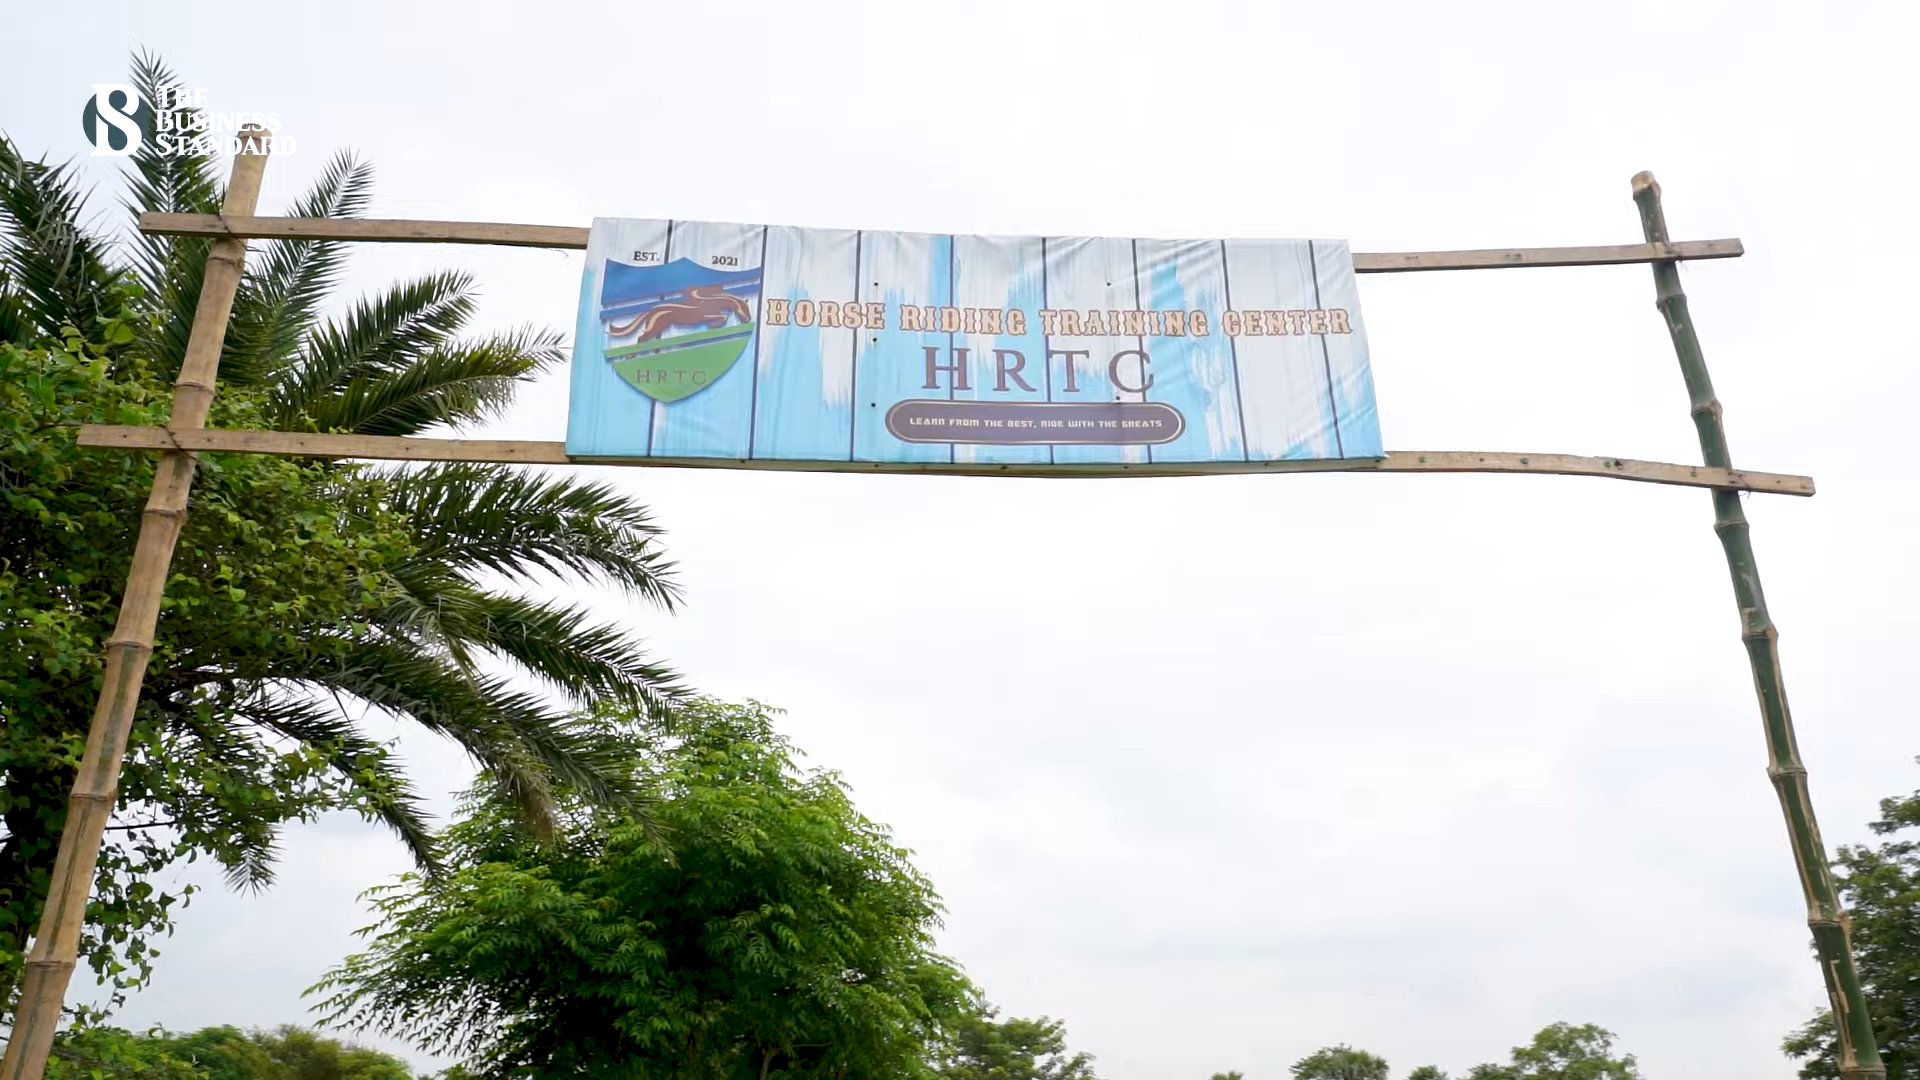 THE
BUSINESS
STANDARD
EST. 2021
HORSE RIDING TRAINING CENTER
HRTC
HRTC
LEARN FROM THE BEST, RIDE WITH THE GREATS